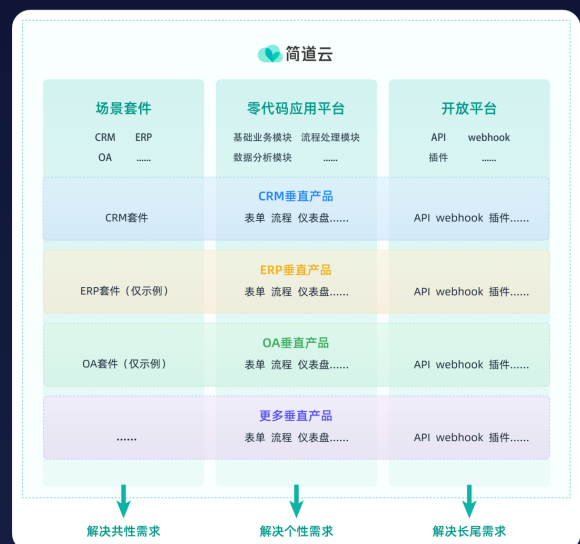 简道云
场景套件 零代码应用平台 开放平台
CRM ERP 基础业务模块 流程处理模块 API webhook
OA ...... 数据分析模块 ...... 插件 ......
CRM垂直产品
CRM套件 表单 流程 仪表盘...... API webhook 插件......
ERP垂直产品
ERP套件（仅示例） 表单 流程 仪表盘...... API webhook 插件......
OA垂直产品
OA套件（仅示例） 表单 流程 仪表盘...... API webhook 插件......
更多垂直产品
...... 表单 流程 仪表盘...... API webhook 插件......
解决共性需求 解决个性需求 解决长尾需求